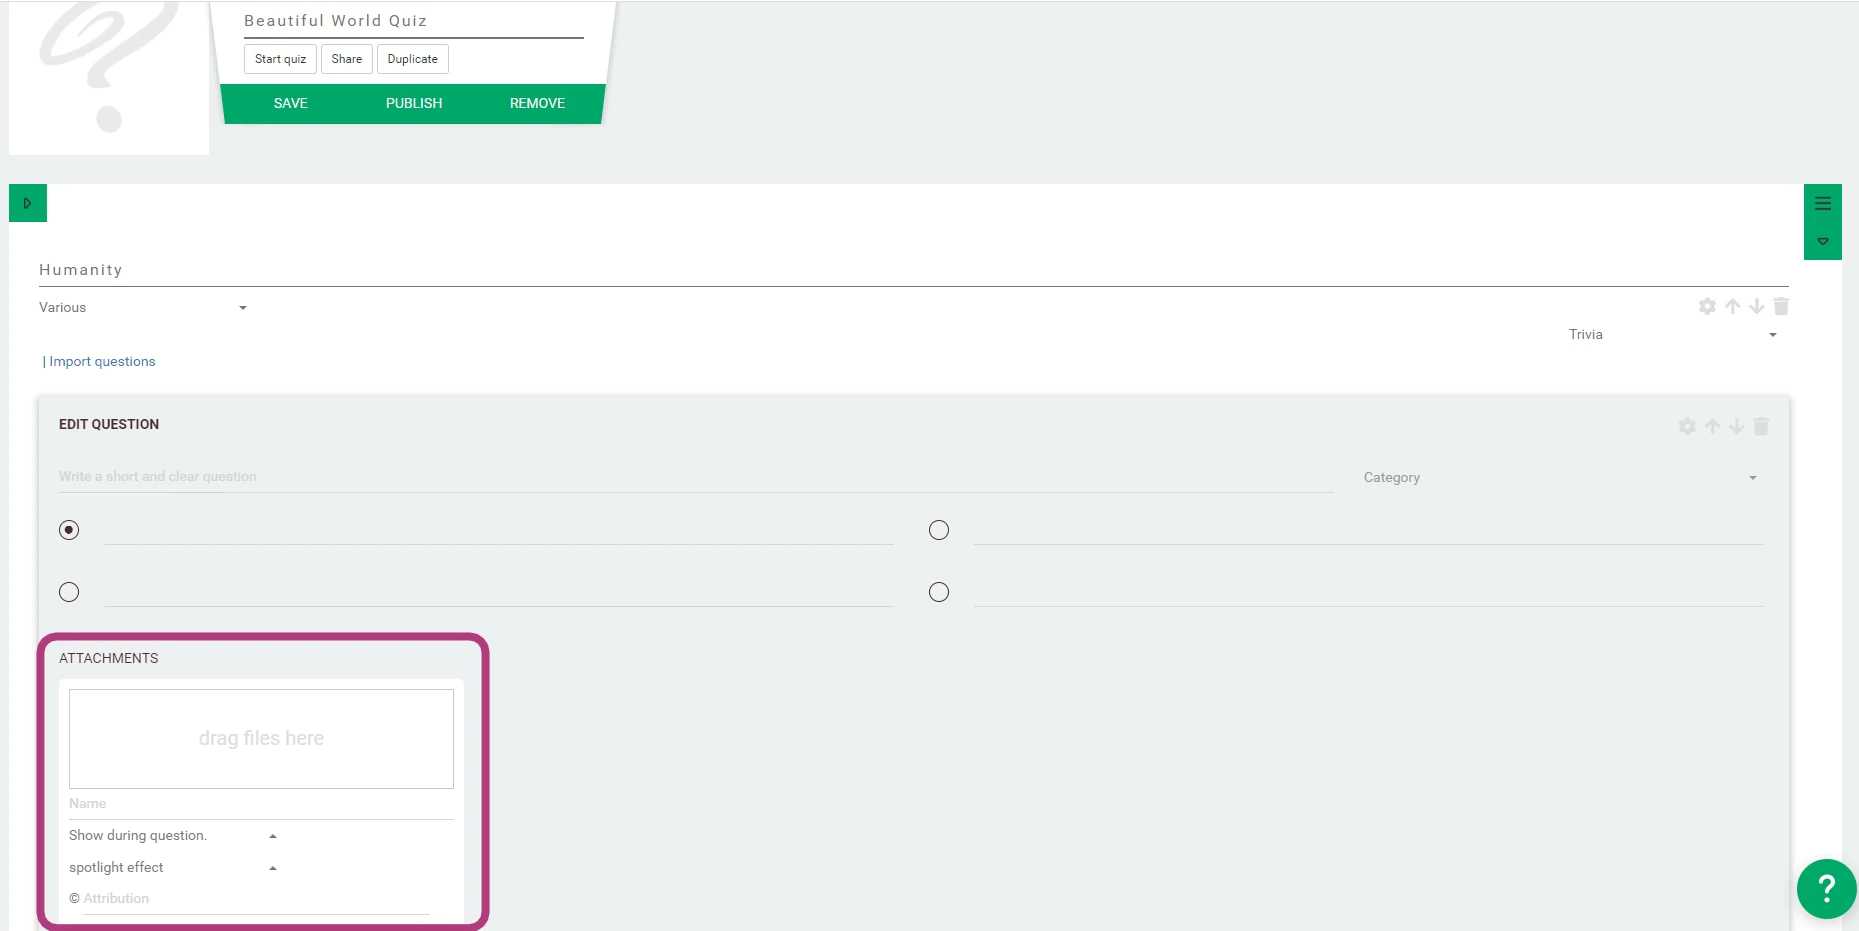 Beautiful World Quiz
Start quiz Share Duplicate
SAVE PUBLISH REMOVE
Humanity
Various
Trivia
| Import questions
EDIT QUESTION
Write a short and clear question Category
ATTACHMENTS
drag files here
Name
Show during question.
spotlight effect
© Attribution
?